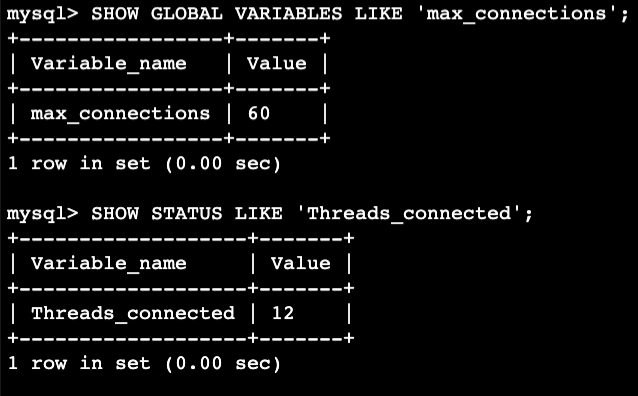 mysql> SHOW GLOBAL VARIABLES LIKE 'max_connections';
+-----------------+-------+
| Variable_name   | Value |
+-----------------+-------+
| max_connections | 60    |
+-----------------+-------+
1 row in set (0.00 sec)

mysql> SHOW STATUS LIKE 'Threads_connected';
+-------------------+-------+
| Variable_name     | Value |
+-------------------+-------+
| Threads_connected | 12    |
+-------------------+-------+
1 row in set (0.00 sec)